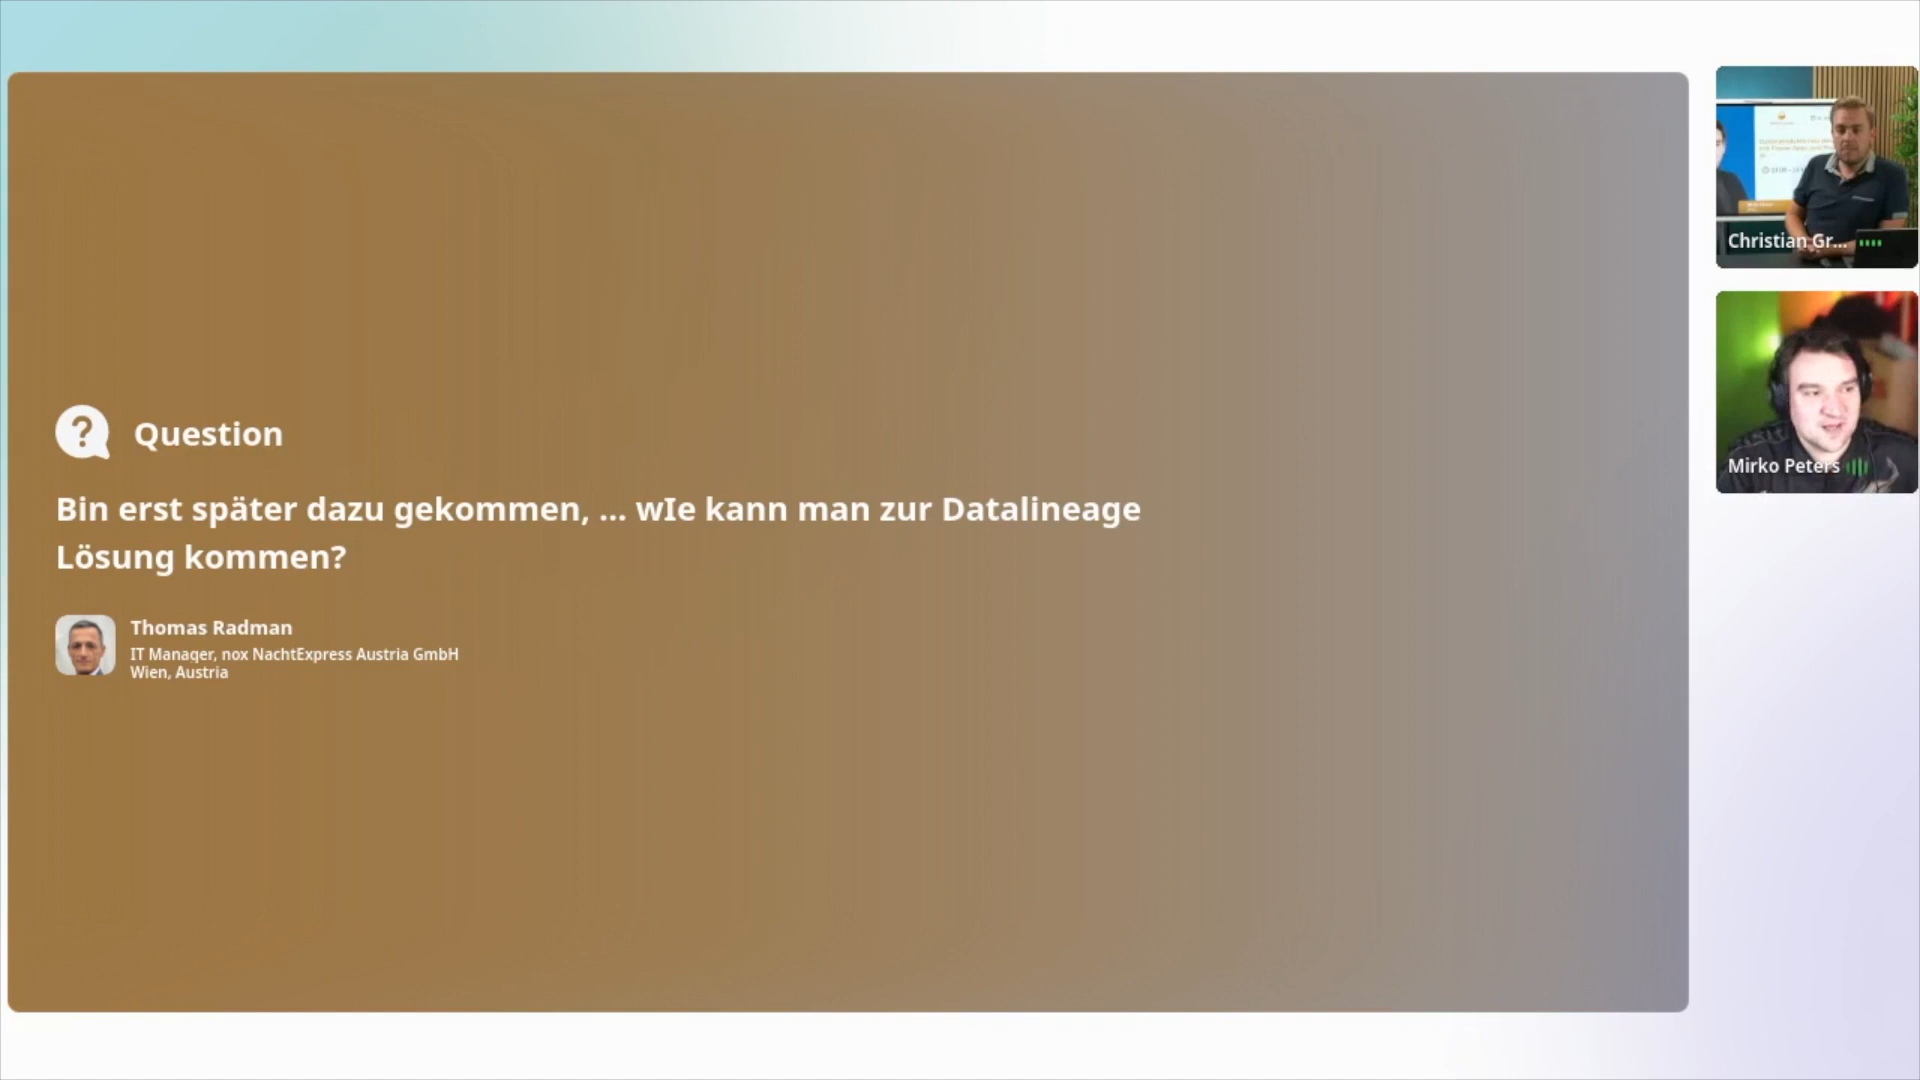 Question
Bin erst später dazu gekommen, ... wIe kann man zur Datalineage
Lösung kommen?
Thomas Radman
IT Manager, nox NachtExpress Austria GmbH
Wien, Austria
Christian Gr...
Mirko Peters